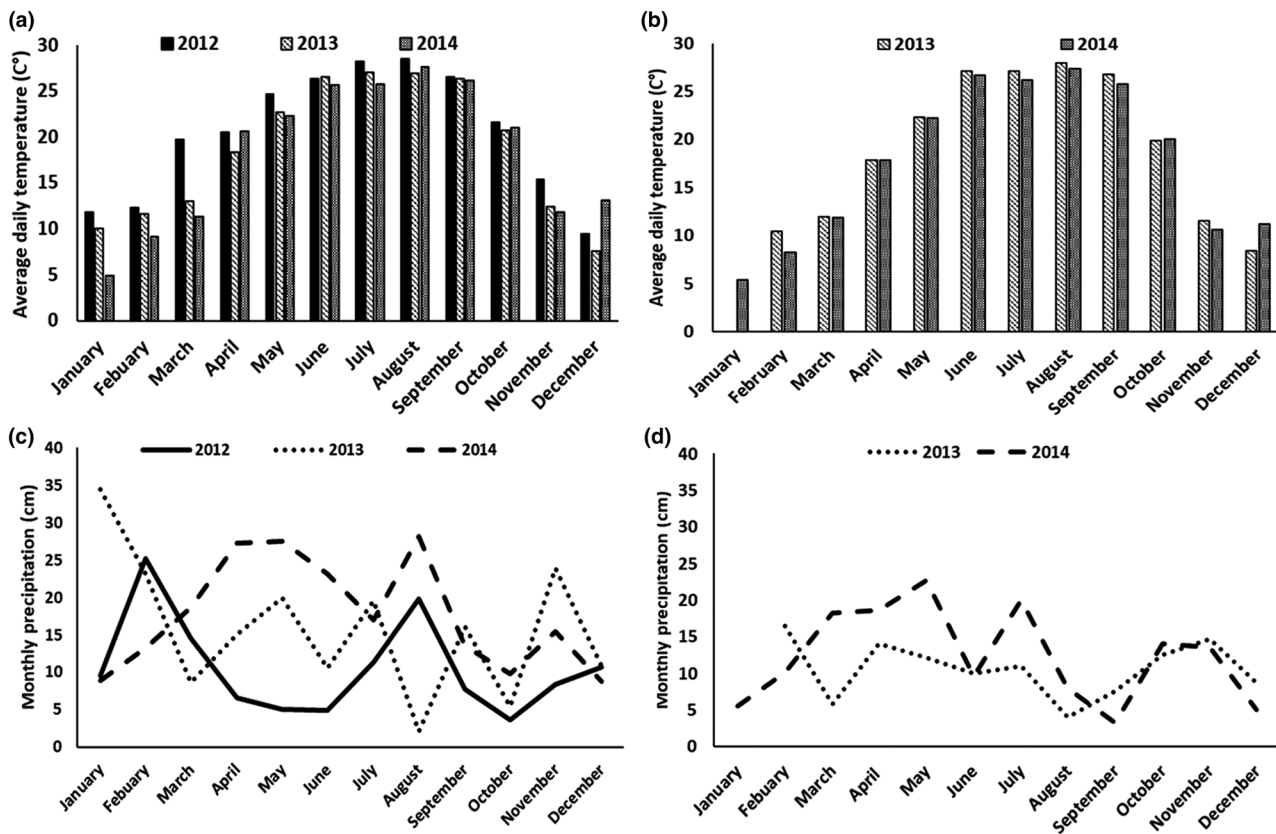 (a)
2012 2013 2014
Average daily temperature (C°)
30
25
20
15
10
5
0
January Febuary March April May June July August September October November December
(b)
2013 2014
Average daily temperature (C°)
30
25
20
15
10
5
0
January February March April May June July August September October November December
(c)
2012 2013 2014
Monthly precipitation (cm)
40
35
30
25
20
15
10
5
0
January Febuary March April May June July August September October November December
(d)
2013 2014
Monthly precipitation (cm)
40
35
30
25
20
15
10
5
0
January Febuary March April May June July August September October November December